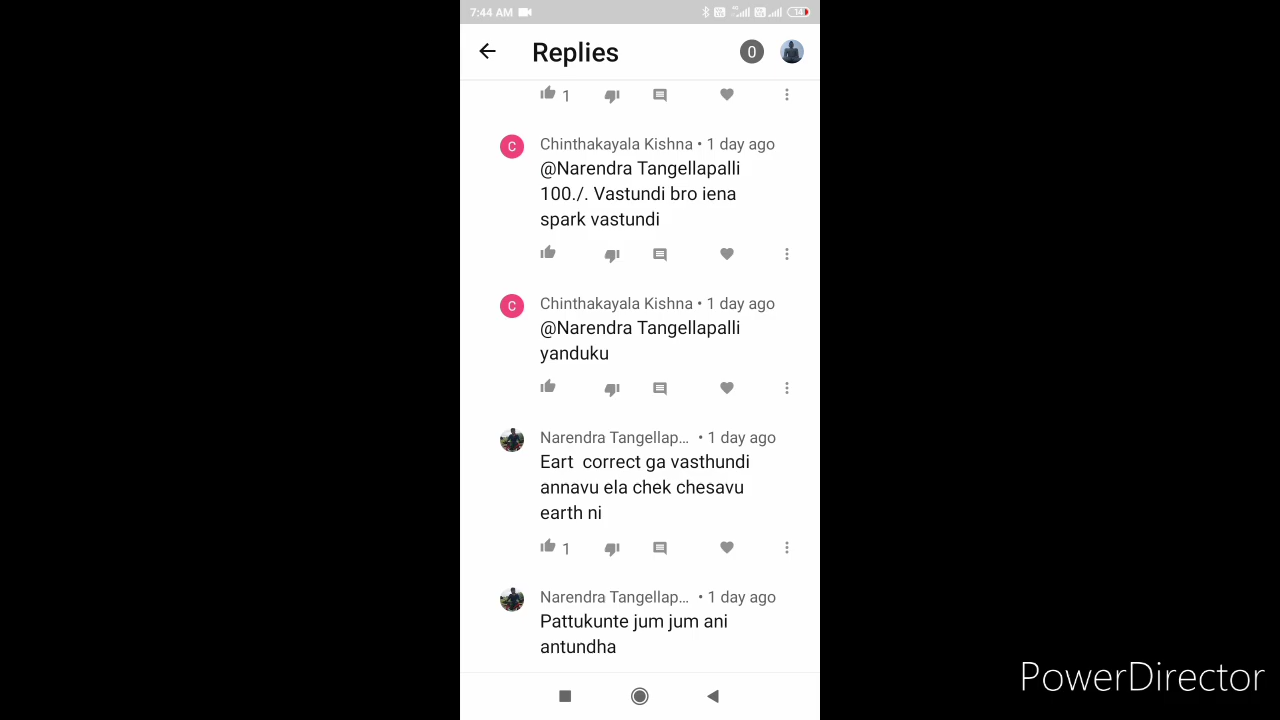 7:44 AM
14
Replies
0
1
C
Chinthakayala Kishna • 1 day ago
@Narendra Tangellapalli
100./. Vastundi bro iena
spark vastundi
C
Chinthakayala Kishna • 1 day ago
@Narendra Tangellapalli
yanduku
Narendra Tangellap... • 1 day ago
Eart correct ga vasthundi
annavu ela chek chesavu
earth ni
1
Narendra Tangellap... • 1 day ago
Pattukunte jum jum ani
antundha
PowerDirector